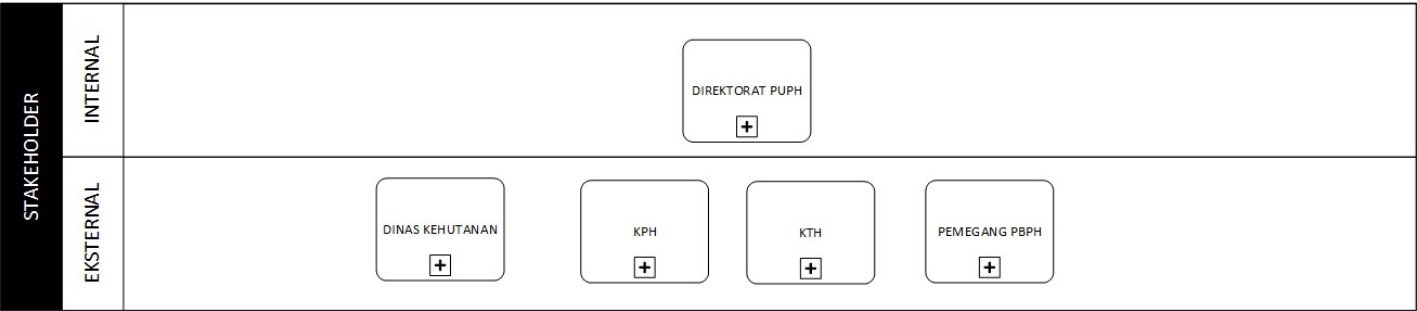 STAKEHOLDER
INTERNAL
DIREKTORAT PUPH
EKSTERNAL
DINAS KEHUTANAN
KPH
KTH
PEMEGANG PBPH